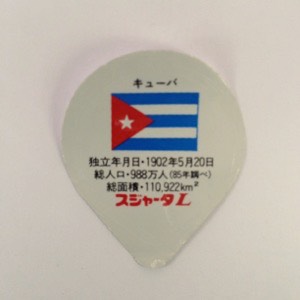 キューバ
独立年月日・1902年5月20日
総人口・988万人(85年調べ)
総面積・110,922km²
スジャータL